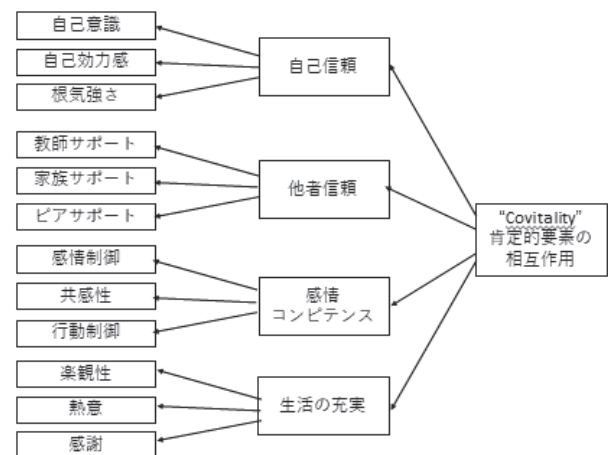 自己意識
自己効力感
根気強さ
自己信頼
教師サポート
家族サポート
ピアサポート
他者信頼
感情制御
共感性
行動制御
感情
コンピテンス
楽観性
熱意
感謝
生活の充実
“Covitality”
肯定的要素の
相互作用